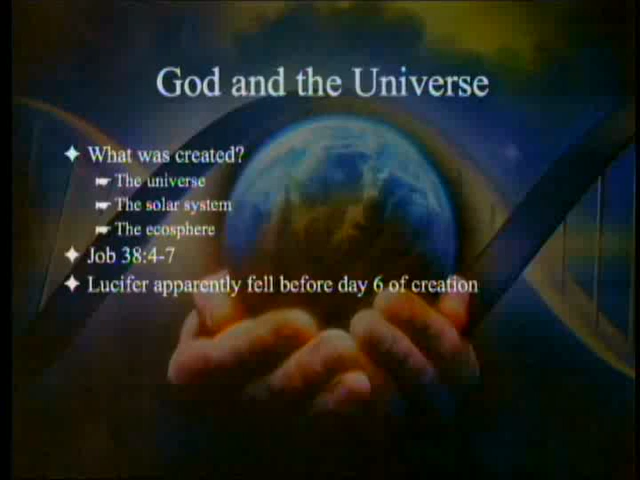 God and the Universe
What was created?
The universe
The solar system
The ecosphere
Job 38:4-7
Lucifer apparently fell before day 6 of creation